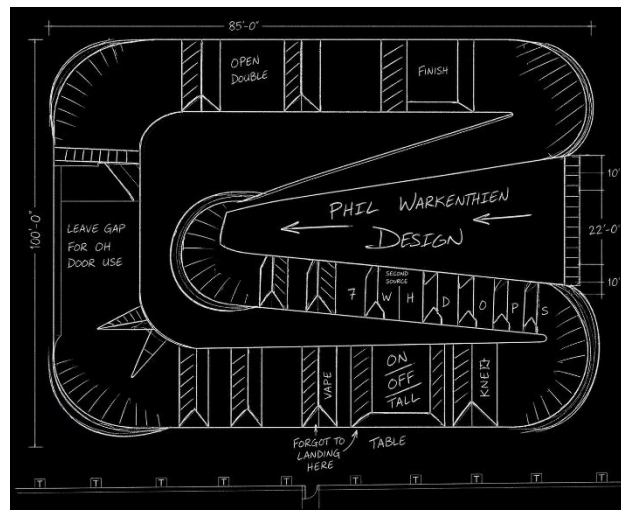 85'-0"
OPEN
DOUBLE
FINISH
10'
PHIL WARKENTHIEN
DESIGN
100'-0"
LEAVE GAP
FOR OH
DOOR USE
22'-0"
10'
SECOND
SOURCE
7 W H D O P S
VAPE
ON
OFF
TALL
KNE
FORGOT TO
LANDING
HERE
TABLE
T T T T T T T T